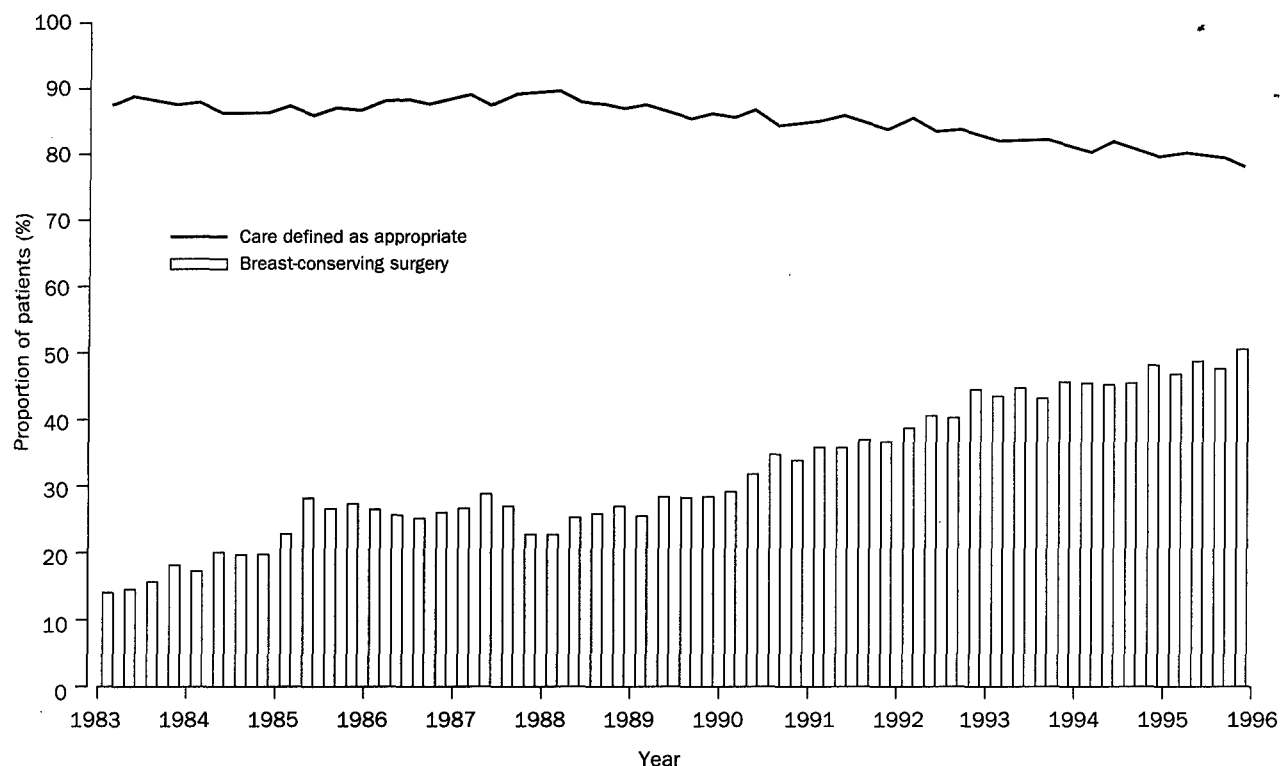 100
90
80
70
60
50
40
30
20
10
0
Proportion of patients (%)
Care defined as appropriate
Breast-conserving surgery
1983 1984 1985 1986 1987 1988 1989 1990 1991 1992 1993 1994 1995 1996
Year